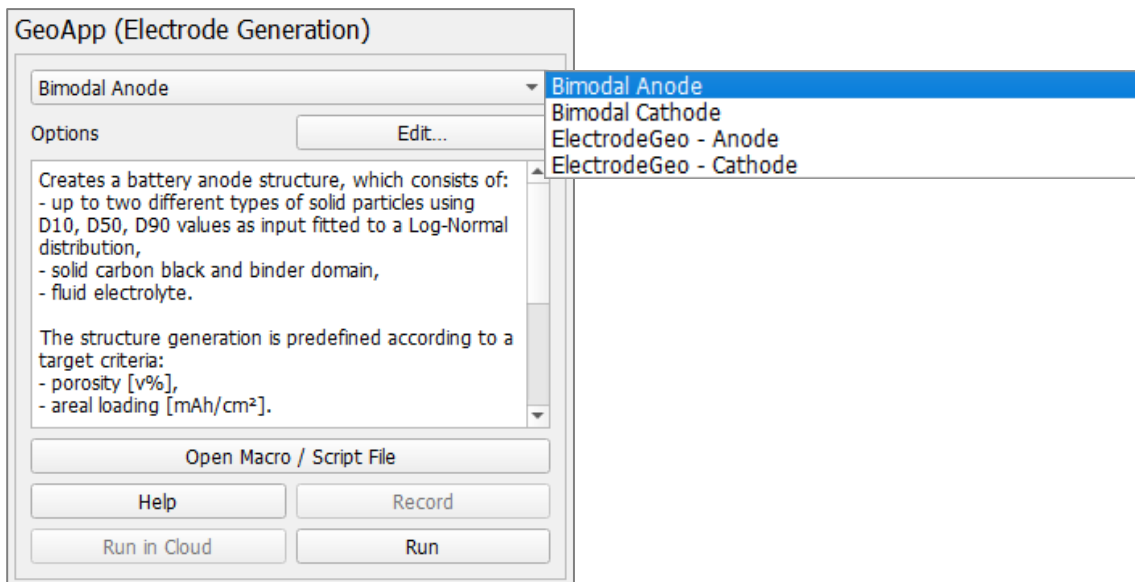 GeoApp (Electrode Generation)
Bimodal Anode
Bimodal Anode
Bimodal Cathode
ElectrodeGeo - Anode
ElectrodeGeo - Cathode
Options
Edit...
Creates a battery anode structure, which consists of:
- up to two different types of solid particles using
D10, D50, D90 values as input fitted to a Log-Normal
distribution,
- solid carbon black and binder domain,
- fluid electrolyte.
The structure generation is predefined according to a
target criteria:
- porosity [v%],
- areal loading [mAh/cm²].
Open Macro / Script File
Help
Record
Run in Cloud
Run